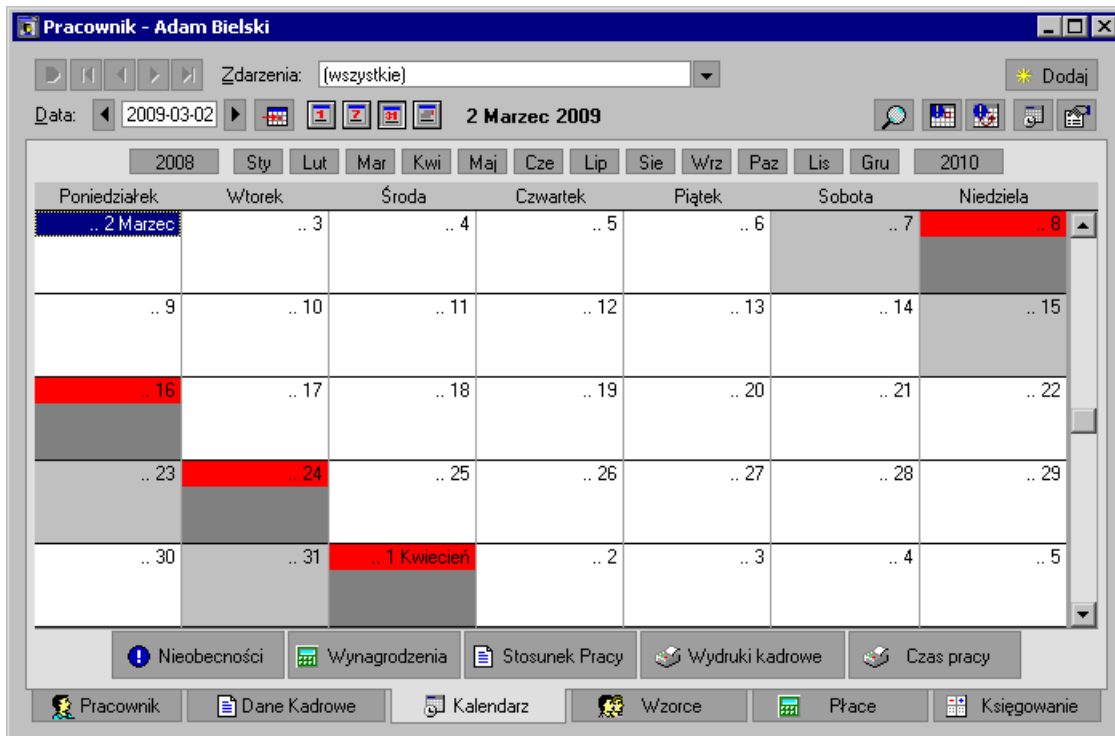 Pracownik - Adam Bielski
Zdarzenia: (wszystkie) Dodaj
Data: 2009-03-02 1 7 31 2 Marzec 2009
2008 Sty Lut Mar Kwi Maj Cze Lip Sie Wrz Paz Lis Gru 2010
Poniedziałek Wtorek Środa Czwartek Piątek Sobota Niedziela
.. 2 Marzec .. 3 .. 4 .. 5 .. 6 .. 7 .. 8
.. 9 .. 10 .. 11 .. 12 .. 13 .. 14 .. 15
.. 16 .. 17 .. 18 .. 19 .. 20 .. 21 .. 22
.. 23 .. 24 .. 25 .. 26 .. 27 .. 28 .. 29
.. 30 .. 31 .. 1 Kwiecień .. 2 .. 3 .. 4 .. 5
Nieobecności Wynagrodzenia Stosunek Pracy Wydruki kadrowe Czas pracy
Pracownik Dane Kadrowe Kalendarz Wzorce Płace Księgowanie